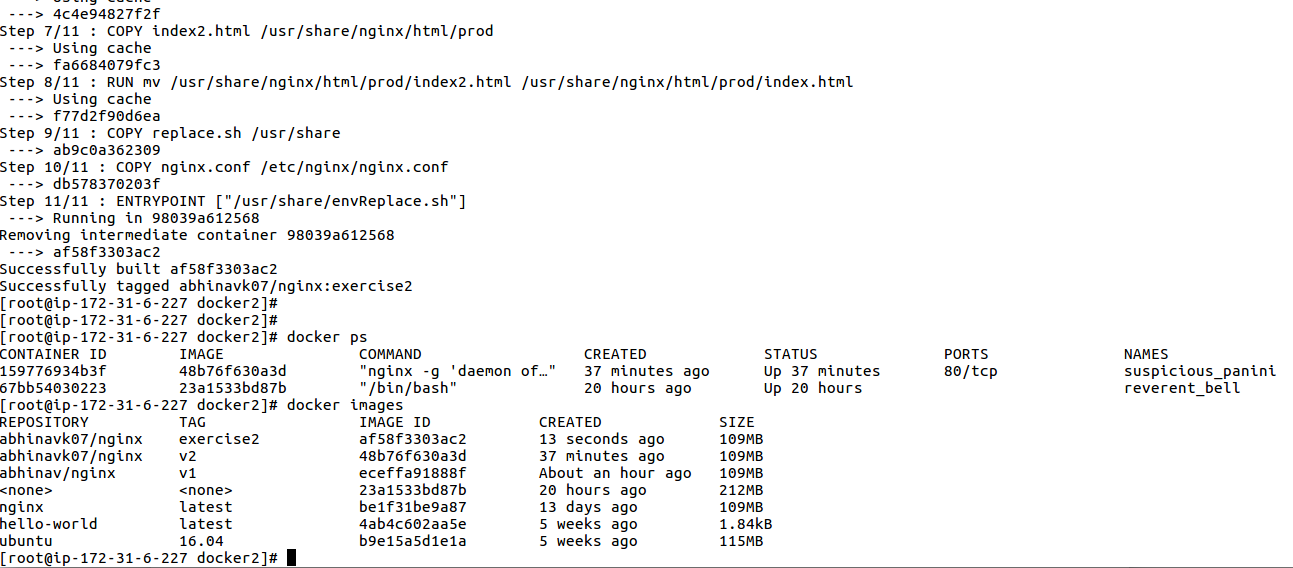 ---> Using cache
 ---> 4c4e94827f2f
Step 7/11 : COPY index2.html /usr/share/nginx/html/prod
 ---> Using cache
 ---> fa6684079fc3
Step 8/11 : RUN mv /usr/share/nginx/html/prod/index2.html /usr/share/nginx/html/prod/index.html
 ---> Using cache
 ---> f77d2f90d6ea
Step 9/11 : COPY replace.sh /usr/share
 ---> ab9c0a362309
Step 10/11 : COPY nginx.conf /etc/nginx/nginx.conf
 ---> db578370203f
Step 11/11 : ENTRYPOINT ["/usr/share/envReplace.sh"]
 ---> Running in 98039a612568
Removing intermediate container 98039a612568
 ---> af58f3303ac2
Successfully built af58f3303ac2
Successfully tagged abhinavk07/nginx:exercise2
[root@ip-172-31-6-227 docker2]#
[root@ip-172-31-6-227 docker2]#
[root@ip-172-31-6-227 docker2]# docker ps
CONTAINER ID        IMAGE               COMMAND                  CREATED             STATUS              PORTS               NAMES
159776934b3f        48b76f630a3d        "nginx -g 'daemon of…"   37 minutes ago      Up 37 minutes       80/tcp              suspicious_panini
67bb54030223        23a1533bd87b        "/bin/bash"              20 hours ago        Up 20 hours                             reverent_bell
[root@ip-172-31-6-227 docker2]# docker images
REPOSITORY          TAG                 IMAGE ID            CREATED             SIZE
abhinavk07/nginx    exercise2           af58f3303ac2        13 seconds ago      109MB
abhinavk07/nginx    v2                  48b76f630a3d        37 minutes ago      109MB
abhinav/nginx       v1                  eceffa91888f        About an hour ago   109MB
<none>              <none>              23a1533bd87b        20 hours ago        212MB
nginx               latest              be1f31be9a87        13 days ago         109MB
hello-world         latest              4ab4c602aa5e        5 weeks ago         1.84kB
ubuntu              16.04               b9e15a5d1e1a        5 weeks ago         115MB
[root@ip-172-31-6-227 docker2]#